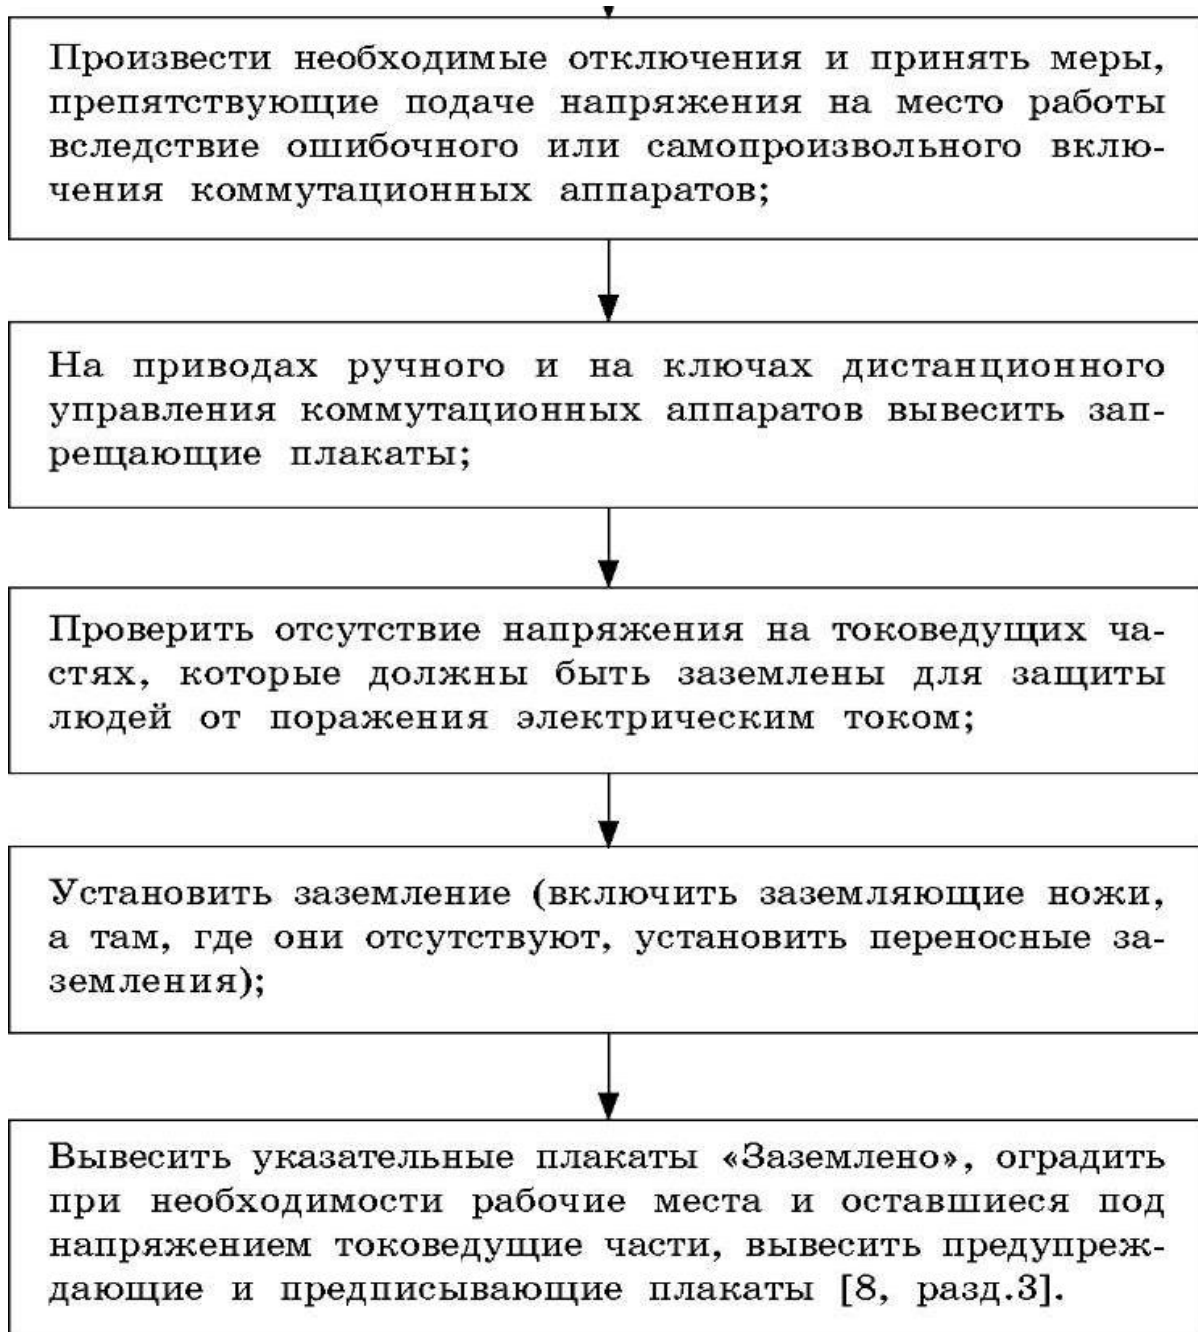 Произвести необходимые отключения и принять меры,
препятствующие подаче напряжения на место работы
вследствие ошибочного или самопроизвольного вклю-
чения коммутационных аппаратов;
На приводах ручного и на ключах дистанционного
управления коммутационных аппаратов вывесить зап-
рещающие плакаты;
Проверить отсутствие напряжения на токоведущих ча-
стях, которые должны быть заземлены для защиты
людей от поражения электрическим током;
Установить заземление (включить заземляющие ножи,
а там, где они отсутствуют, установить переносные за-
земления);
Вывесить указательные плакаты «Заземлено», оградить
при необходимости рабочие места и оставшиеся под
напряжением токоведущие части, вывесить предупреж-
дающие и предписывающие плакаты [8, разд.3].